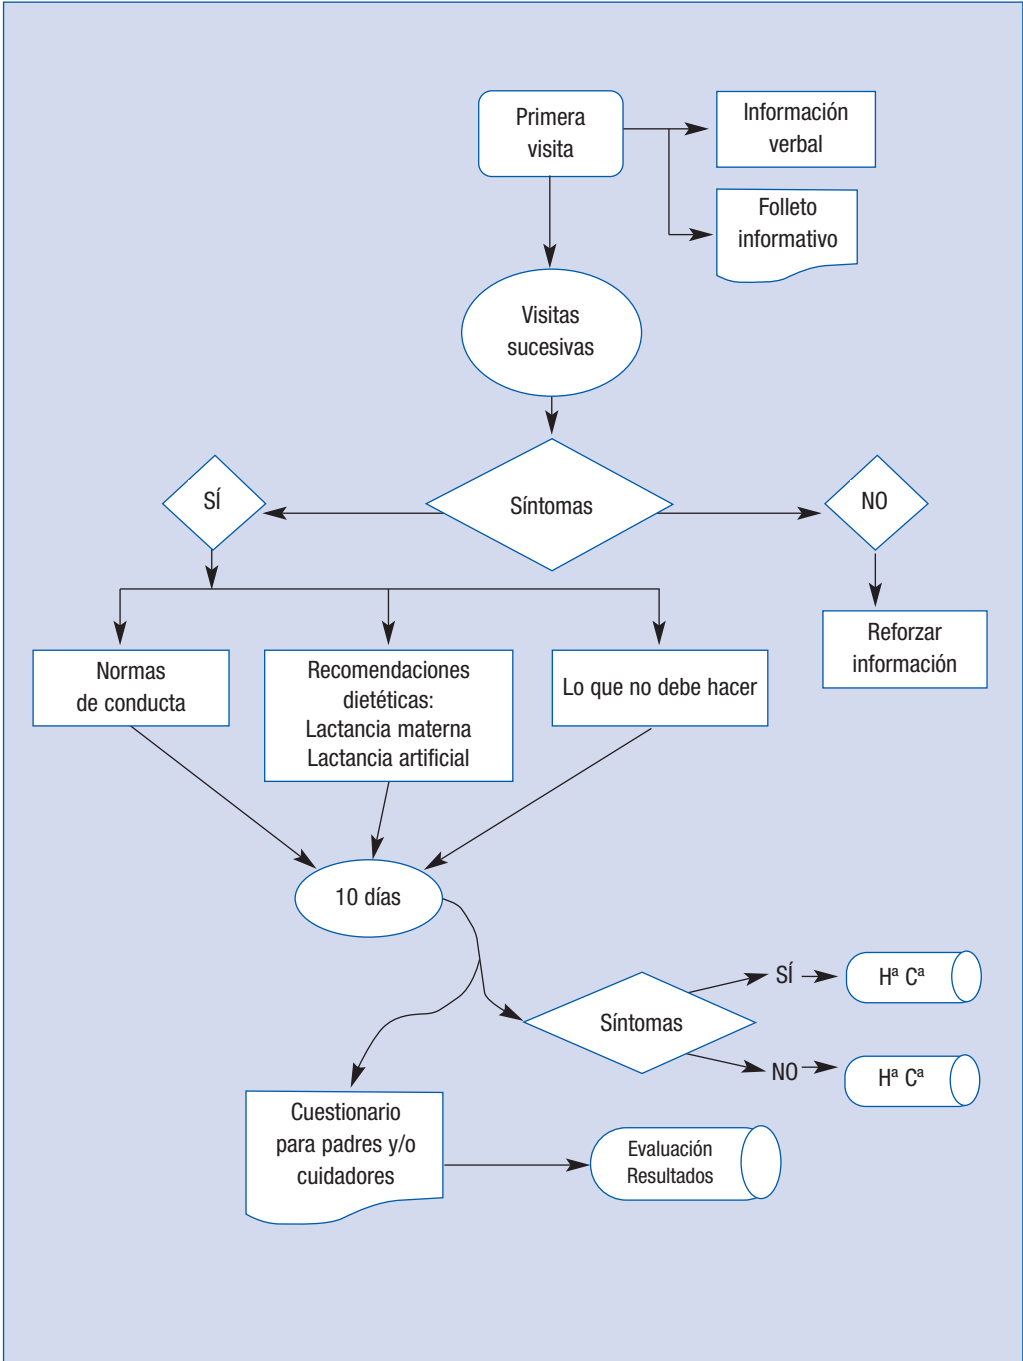 Primera
visita
Información
verbal
Folleto
informativo
Visitas
sucesivas
SÍ
Síntomas
NO
Normas
de conducta
Recomendaciones
dietéticas:
Lactancia materna
Lactancia artificial
Lo que no debe hacer
Reforzar
información
10 días
Síntomas
SÍ
Hª Cª
NO
Hª Cª
Cuestionario
para padres y/o
cuidadores
Evaluación
Resultados